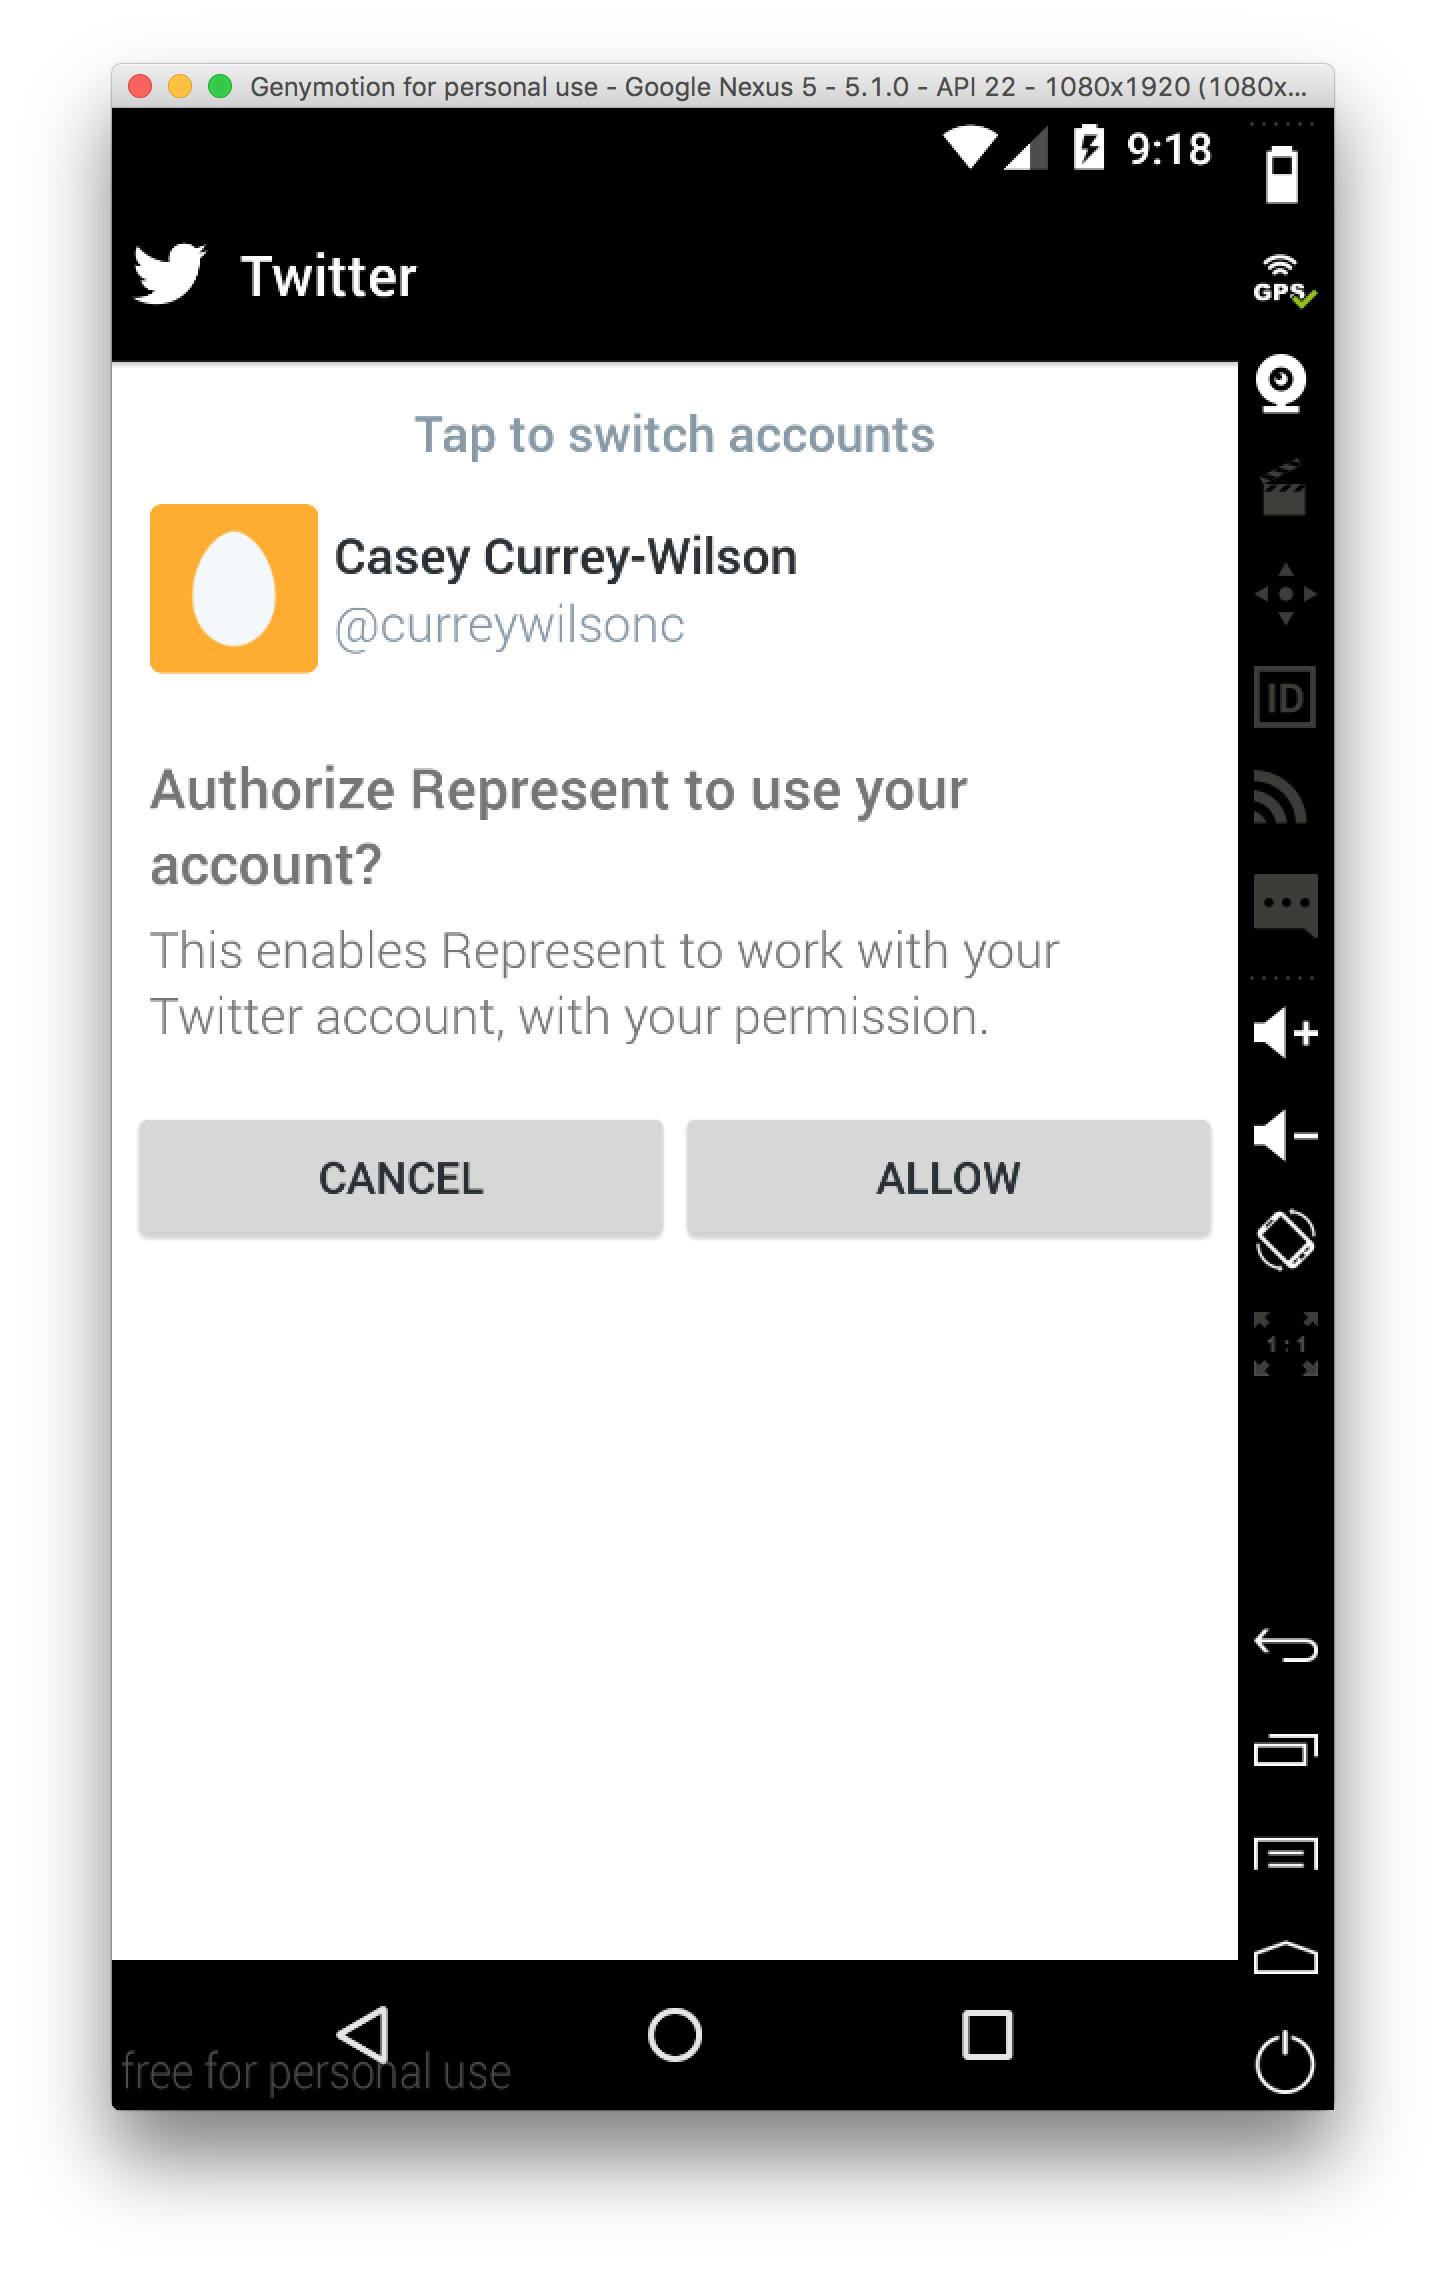 Genymotion for personal use - Google Nexus 5 - 5.1.0 - API 22 - 1080x1920 (1080x...
9:18
Twitter
GPS
Tap to switch accounts
Casey Currey-Wilson
@curreywilsonc
ID
Authorize Represent to use your
account?
This enables Represent to work with your
Twitter account, with your permission.
CANCEL
ALLOW
1:1
free for personal use